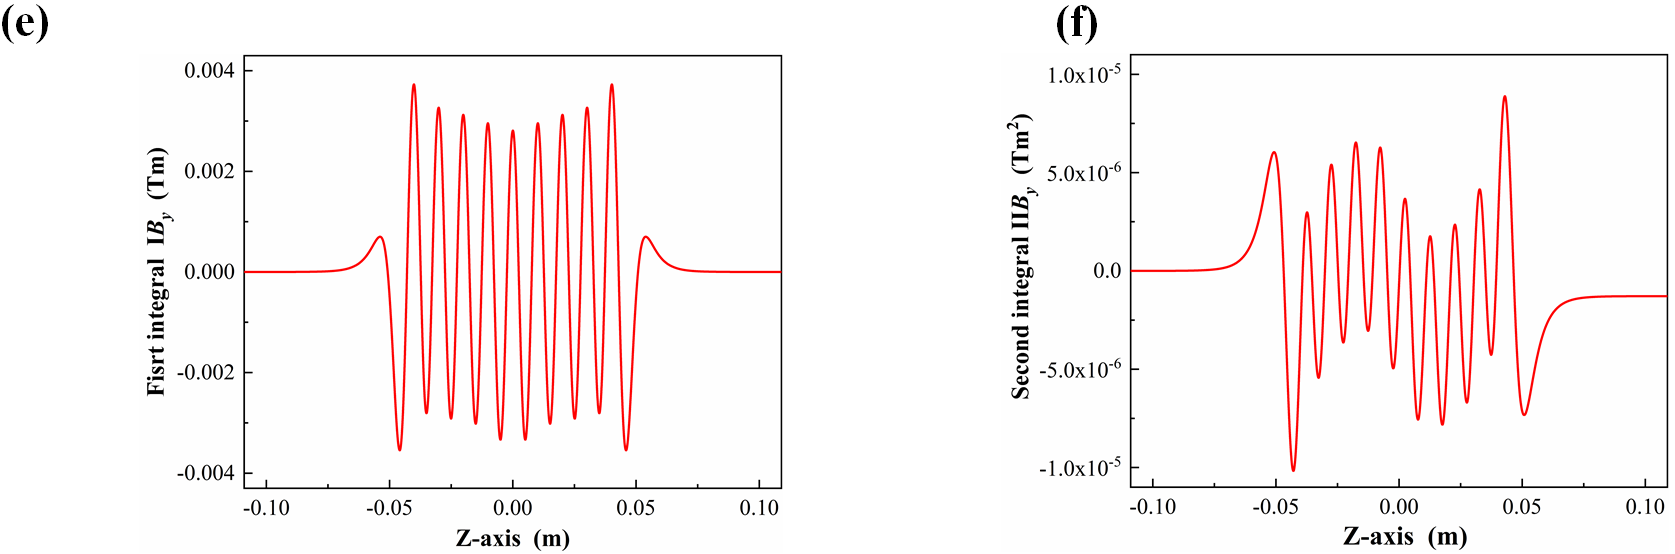 (e)
0.004
0.002
0.000
-0.002
-0.004
Fisrt integral IBy (Tm)
-0.10
-0.05
0.00
0.05
0.10
Z-axis (m)
(f)
1.0x10⁻⁵
5.0x10⁻⁶
0.0
-5.0x10⁻⁶
-1.0x10⁻⁵
Second integral IIBy (Tm²)
-0.10
-0.05
0.00
0.05
0.10
Z-axis (m)